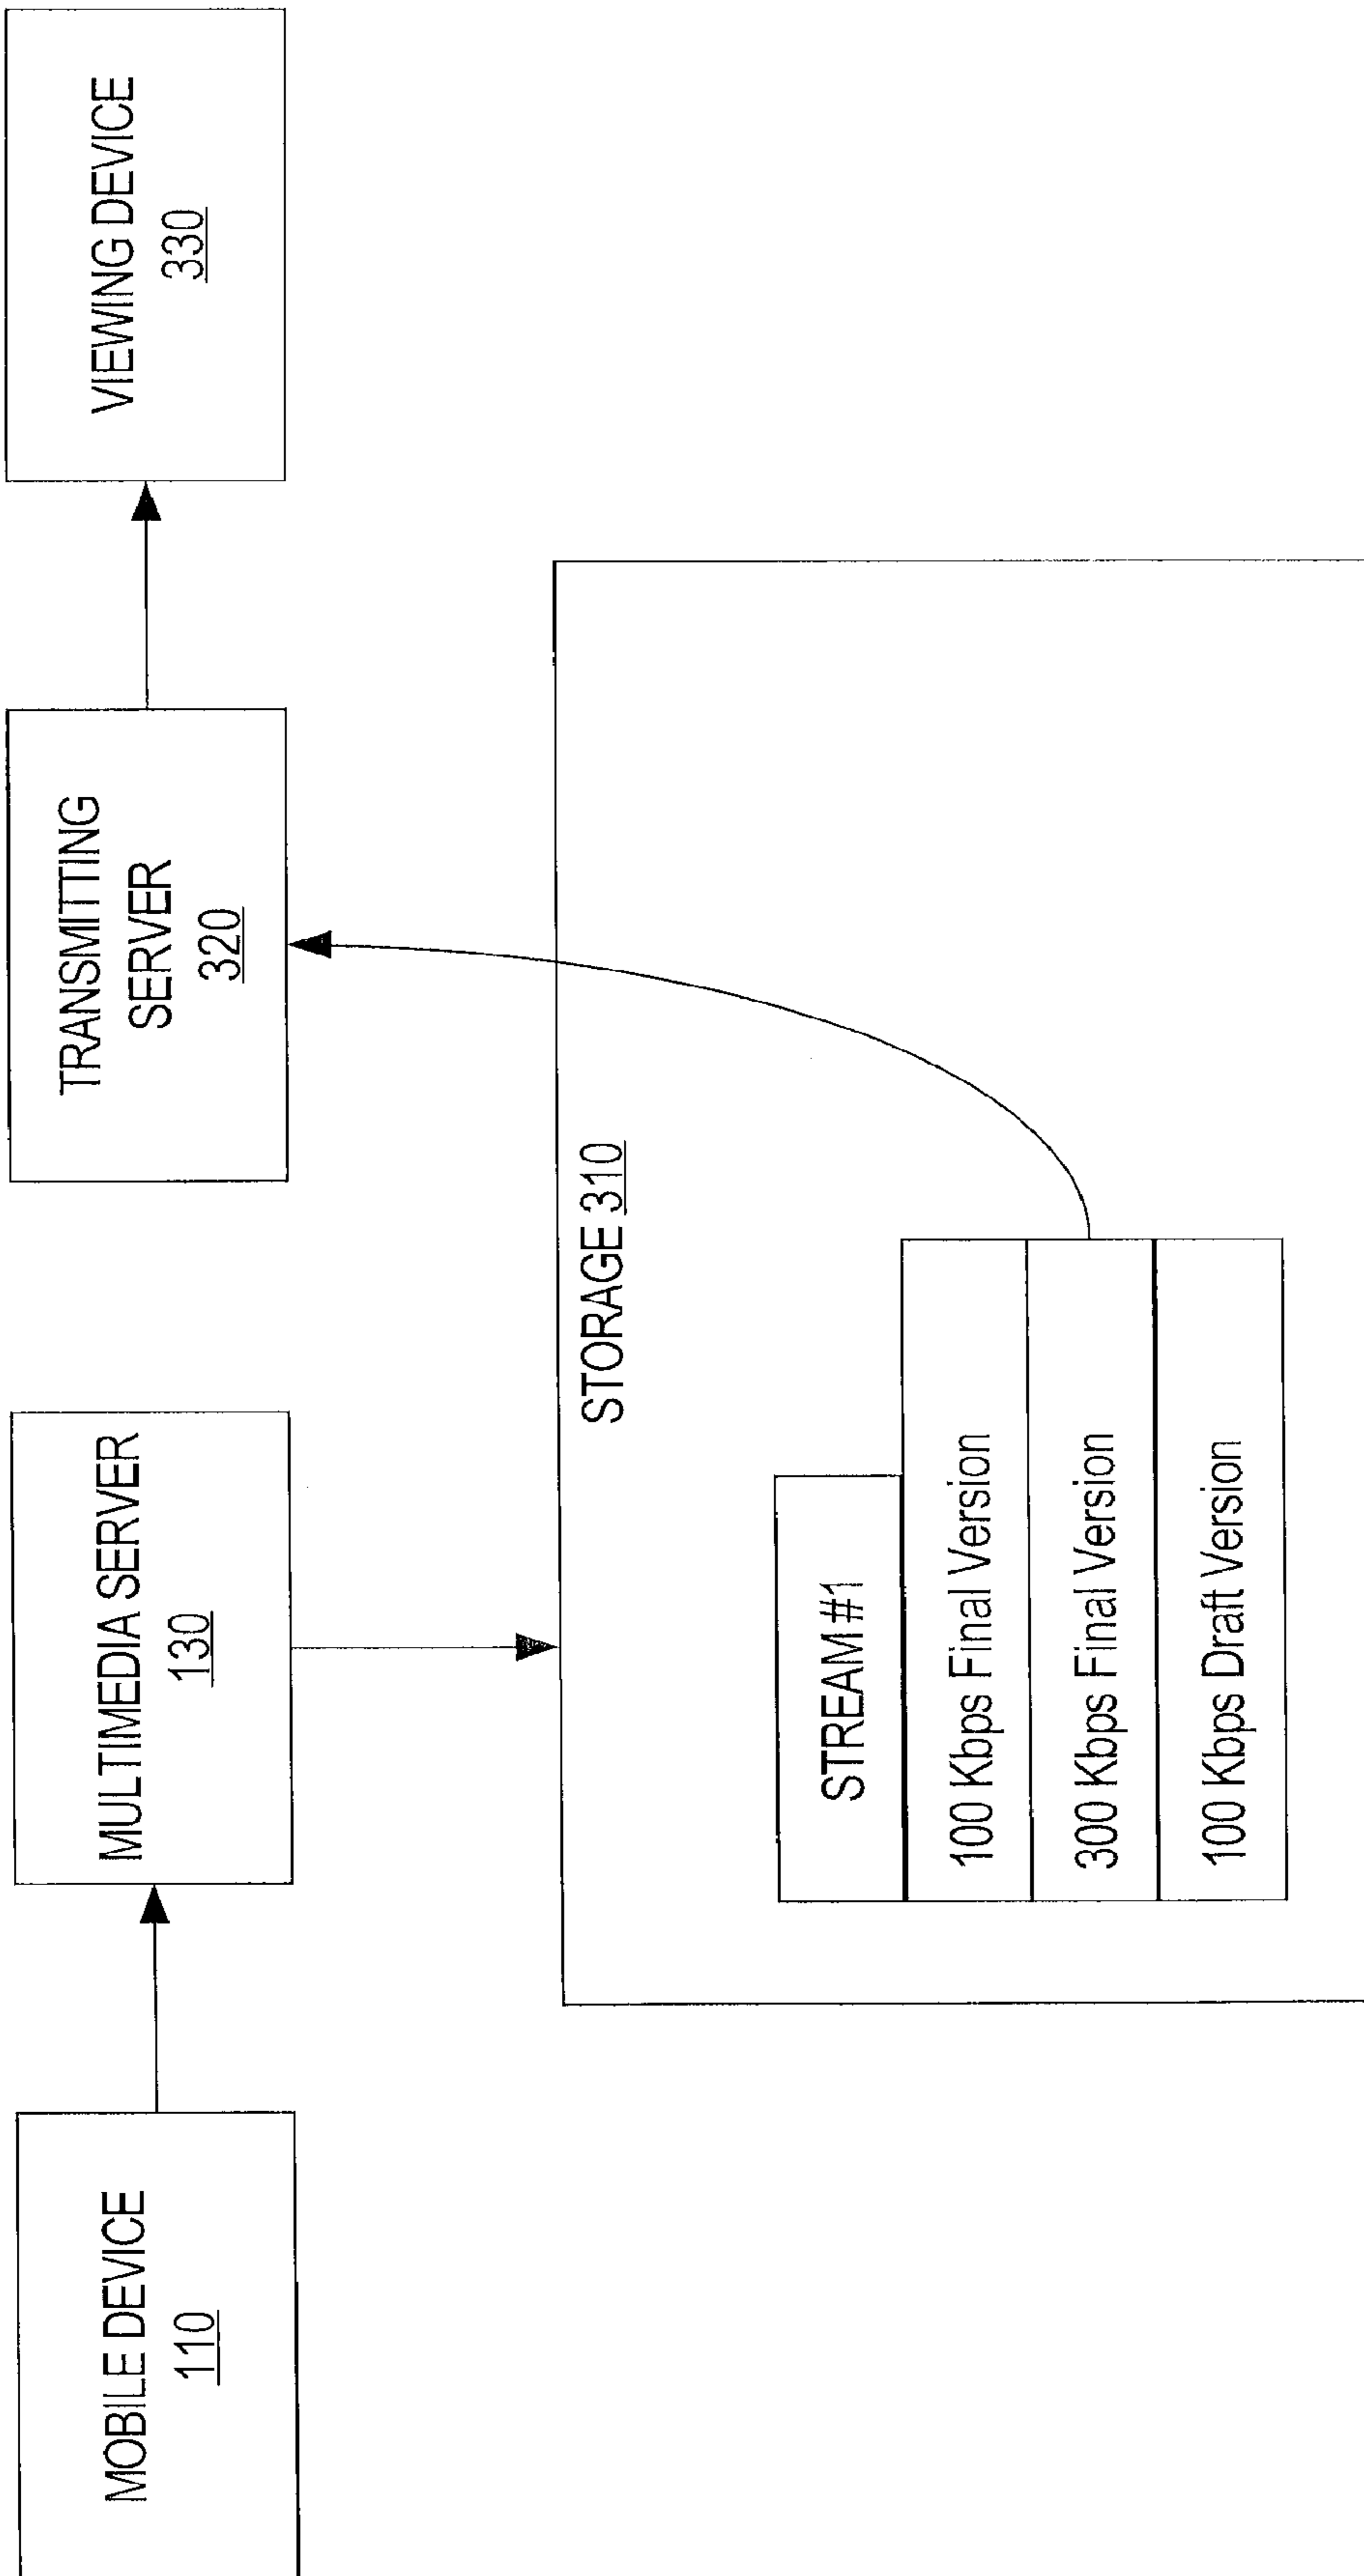 MOBILE DEVICE
110
MULTIMEDIA SERVER
130
TRANSMITTING
SERVER
320
VIEWING DEVICE
330
STORAGE 310
STREAM #1
100 Kbps Final Version
300 Kbps Final Version
100 Kbps Draft Version